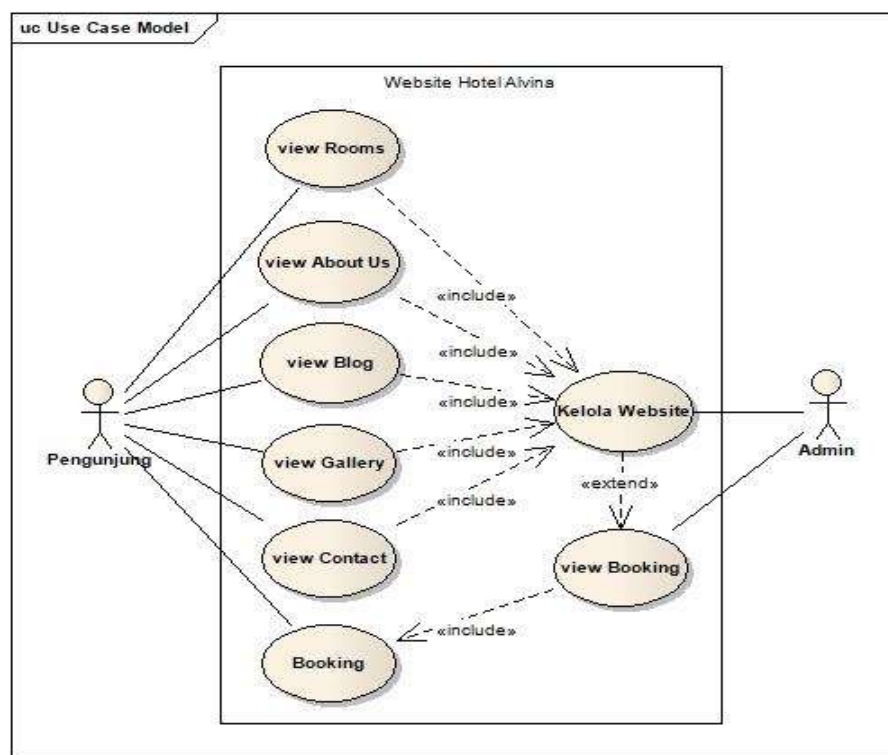 uc Use Case Model
Website Hotel Alvina
view Rooms
view About Us
«include»
«include»
view Blog
«include»
Kelola Website
Pengunjung
view Gallery
«include»
Admin
«extend»
«include»
view Contact
view Booking
«include»
Booking